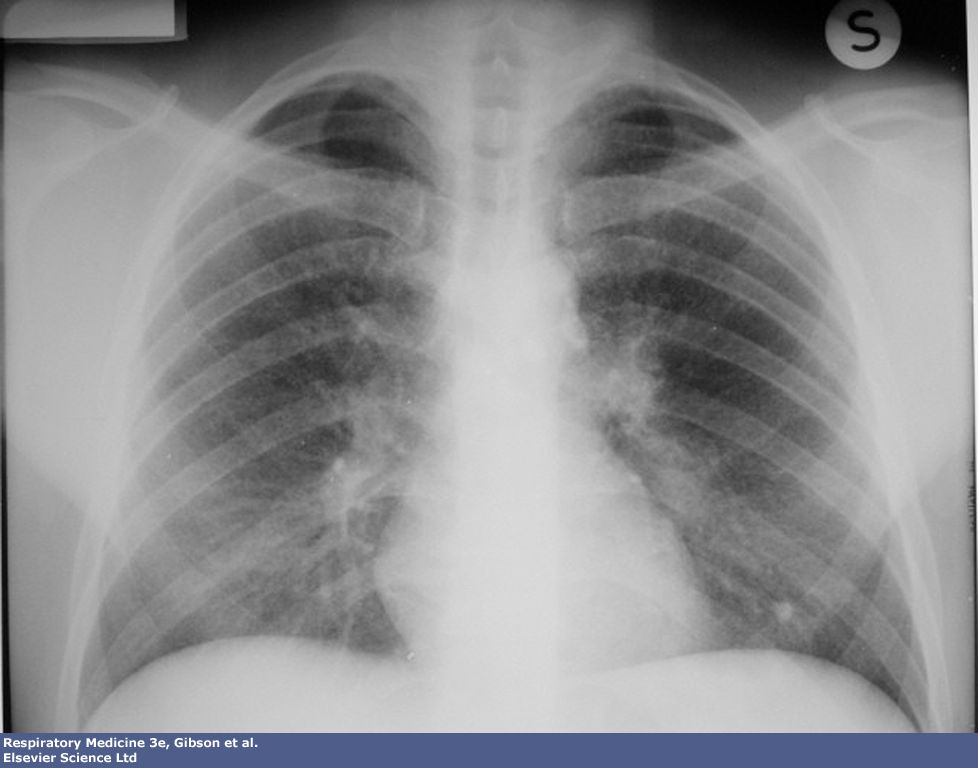 S
Respiratory Medicine 3e, Gibson et al.
Elsevier Science Ltd